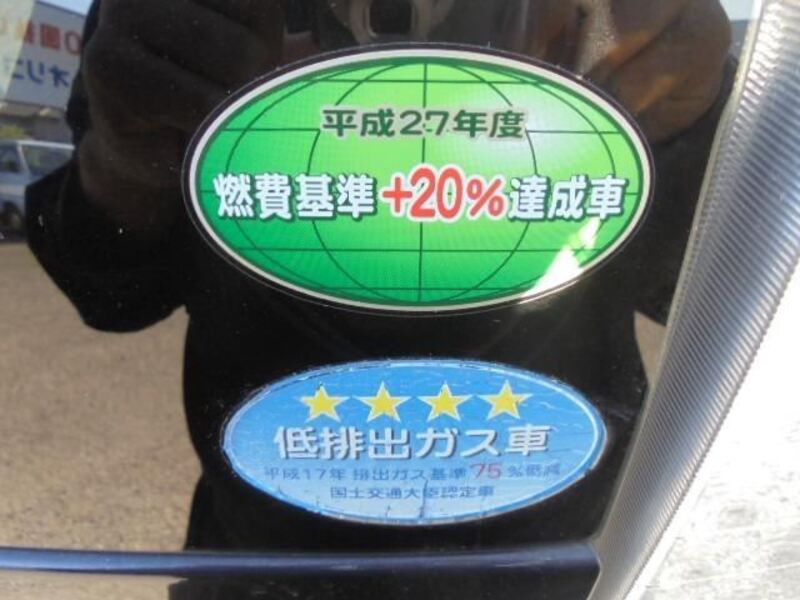 平成27年度
燃費基準+20%達成車
低排出ガス車
平成17年 排出ガス基準 75 %低減
国土交通大臣認定車